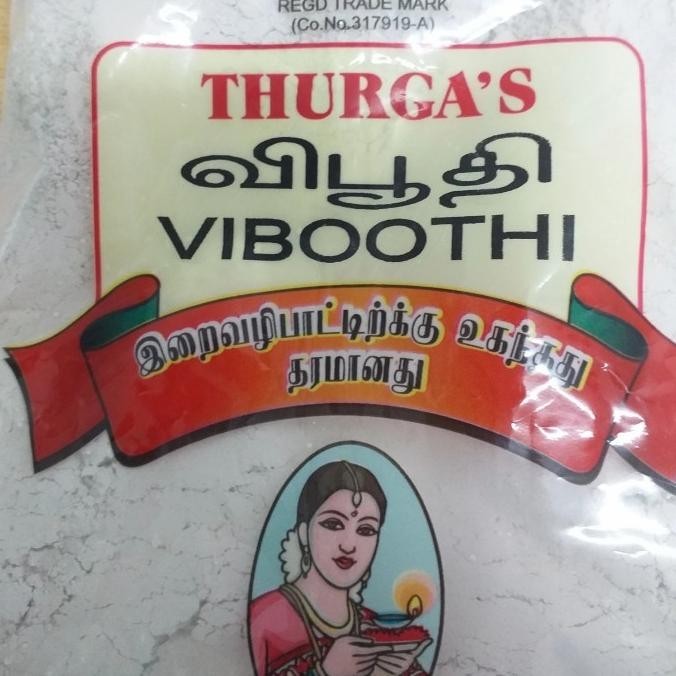 REGD TRADE MARK
(Co.No.317919-A)
THURGA'S
விபூதி
VIBOOTHI
இறைவழிபாட்டிற்க்கு உகந்தது
தரமானது